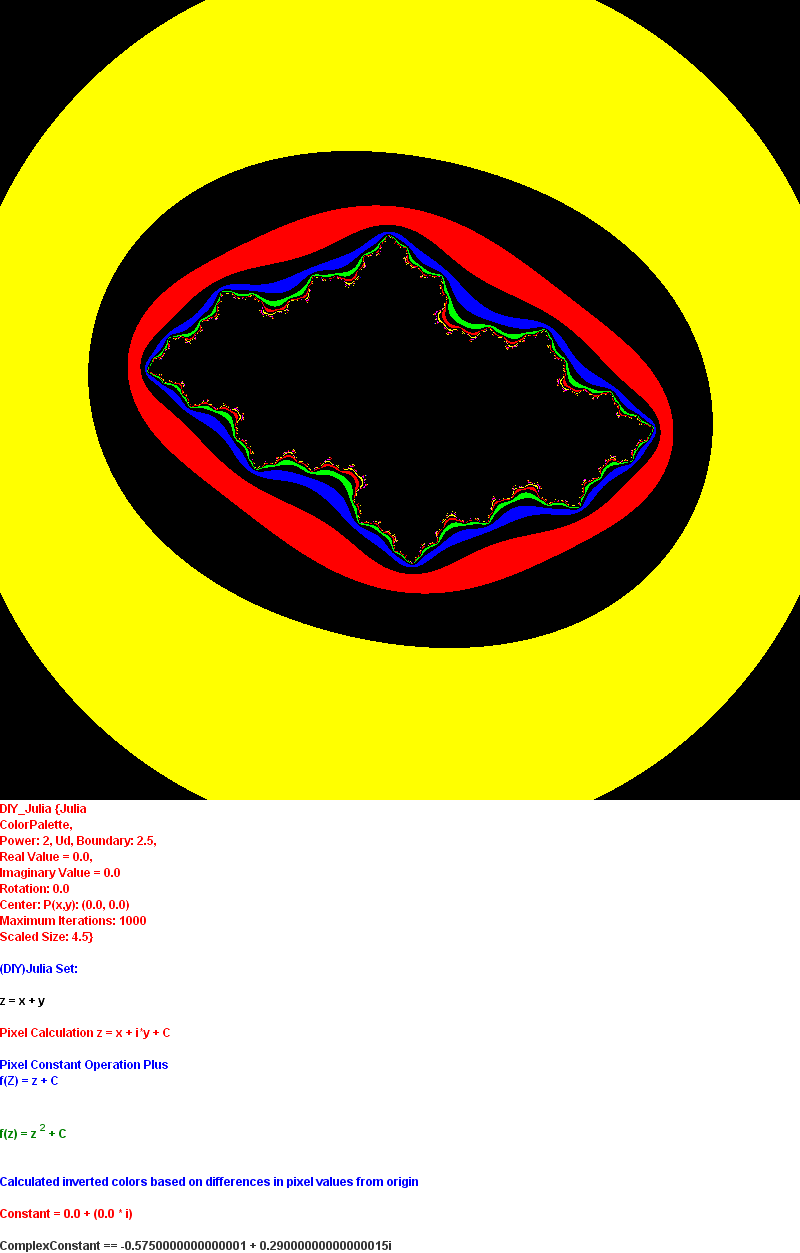 DIY_Julia {Julia
ColorPalette,
Power: 2, Ud, Boundary: 2.5,
Real Value = 0.0,
Imaginary Value = 0.0
Rotation: 0.0
Center: P(x,y): (0.0, 0.0)
Maximum Iterations: 1000
Scaled Size: 4.5}
(DIY)Julia Set:
z = x + y
Pixel Calculation z = x + i*y + C
Pixel Constant Operation Plus
f(Z) = z + C
f(z) = z ² + C
Calculated inverted colors based on differences in pixel values from origin
Constant = 0.0 + (0.0 * i)
ComplexConstant == -0.5750000000000001 + 0.29000000000000015i